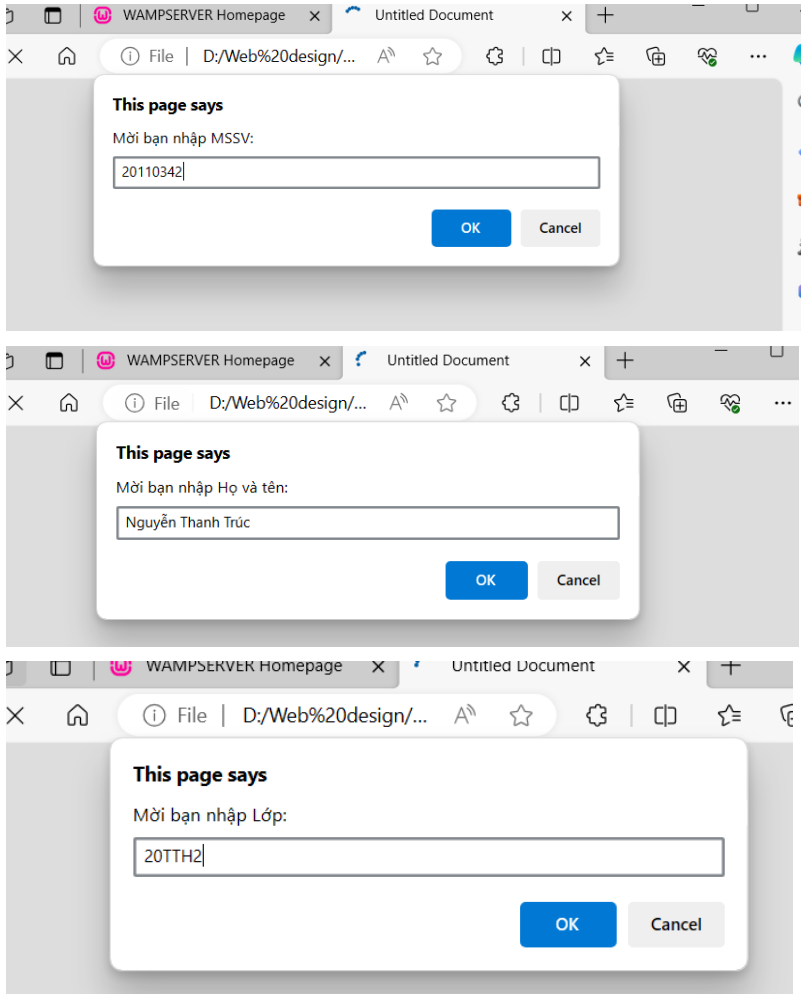 WAMPSERVER Homepage Untitled Document
File D:/Web%20design/...
This page says
Mời bạn nhập MSSV:
20110342
OK Cancel
WAMPSERVER Homepage Untitled Document
File D:/Web%20design/...
This page says
Mời bạn nhập Họ và tên:
Nguyễn Thanh Trúc
OK Cancel
WAMPSERVER Homepage Untitled Document
File D:/Web%20design/...
This page says
Mời bạn nhập Lớp:
20TTH2
OK Cancel